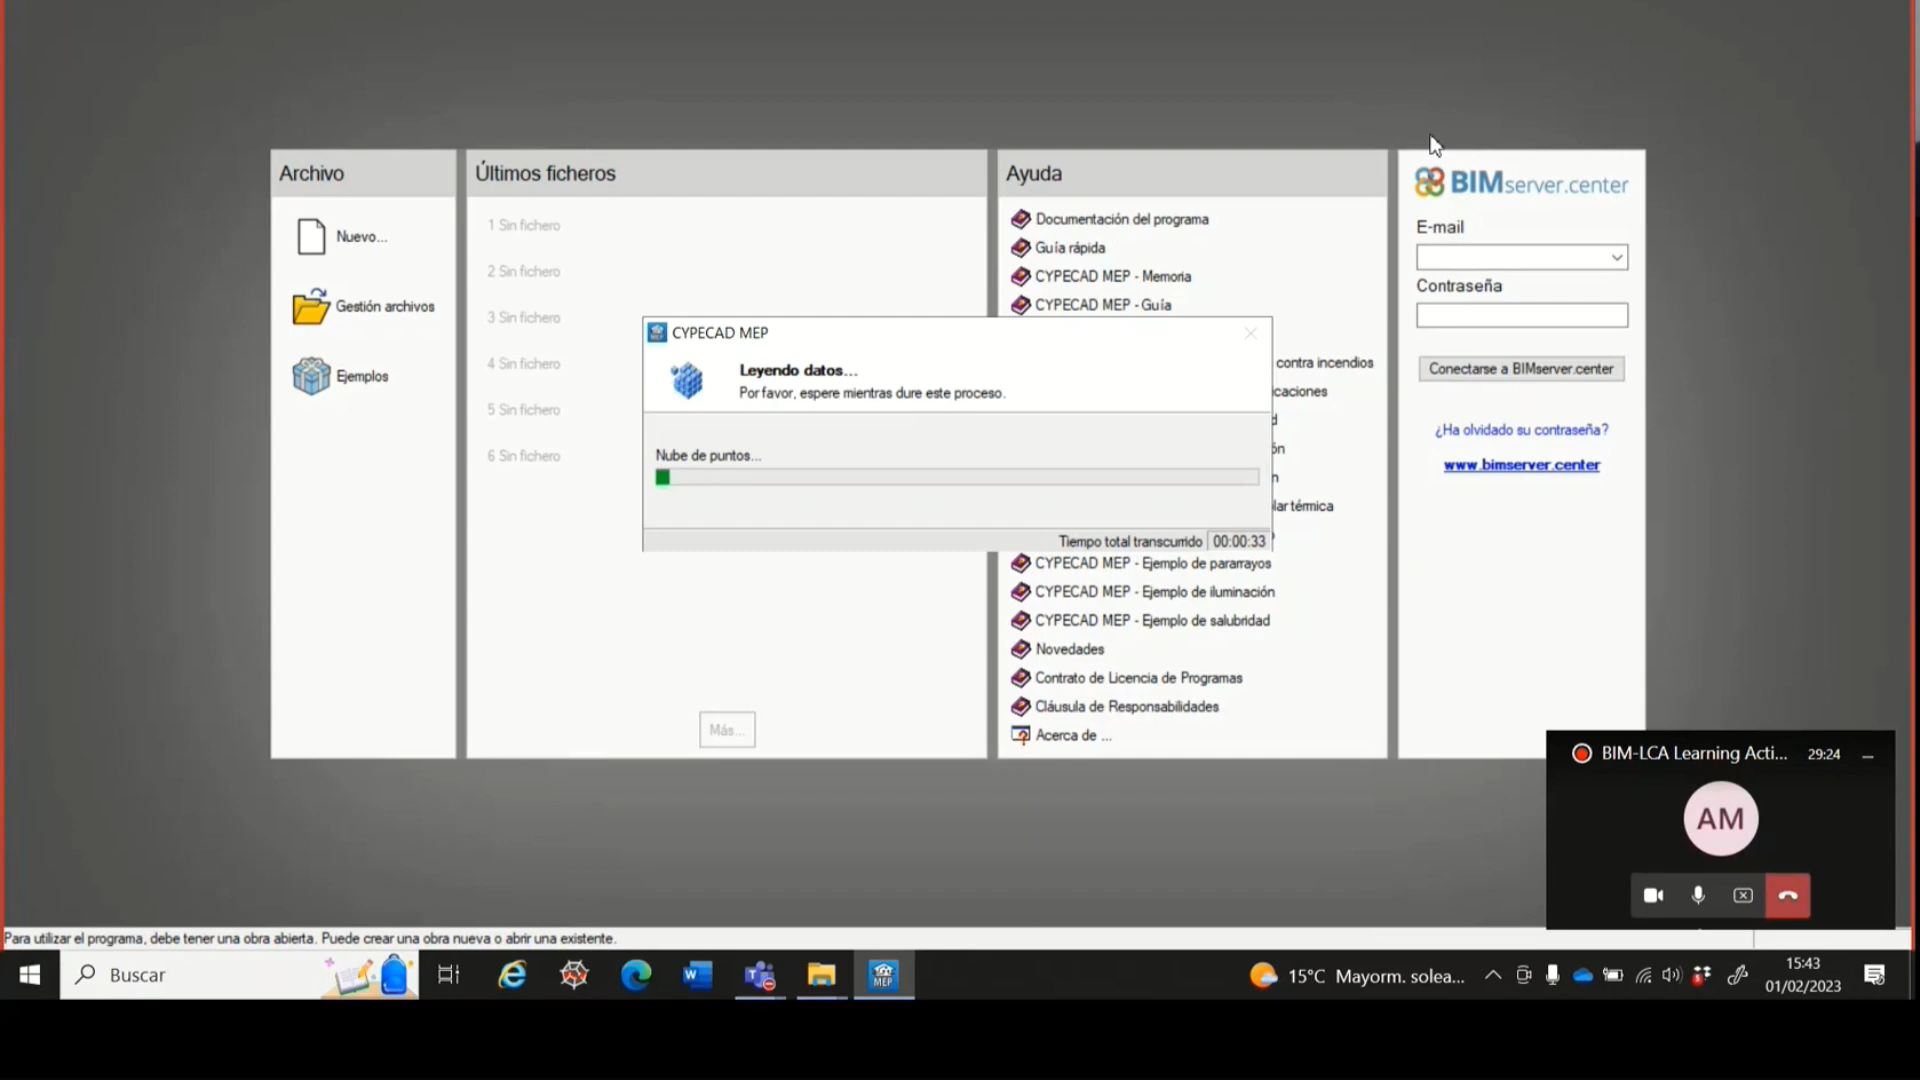 Archivo
Nuevo...
Gestión archivos
Ejemplos
Últimos ficheros
1 Sin fichero
2 Sin fichero
3 Sin fichero
4 Sin fichero
5 Sin fichero
6 Sin fichero
Más...
Ayuda
Documentación del programa
Guía rápida
CYPECAD MEP - Memoria
CYPECAD MEP - Guía
contra incendios
caciones
lar térmica
CYPECAD MEP - Ejemplo de pararrayos
CYPECAD MEP - Ejemplo de iluminación
CYPECAD MEP - Ejemplo de salubridad
Novedades
Contrato de Licencia de Programas
Cláusula de Responsabilidades
Acerca de ...
CYPECAD MEP
Leyendo datos...
Por favor, espere mientras dure este proceso.
Nube de puntos...
Tiempo total transcurrido 00:00:33
BIMserver.center
E-mail
Contraseña
Conectarse a BIMserver.center
¿Ha olvidado su contraseña?
www.bimserver.center
BIM-LCA Learning Acti... 29:24
AM
Para utilizar el programa, debe tener una obra abierta. Puede crear una obra nueva o abrir una existente.
Buscar
MEP
15°C Mayorm. solea...
15:43
01/02/2023